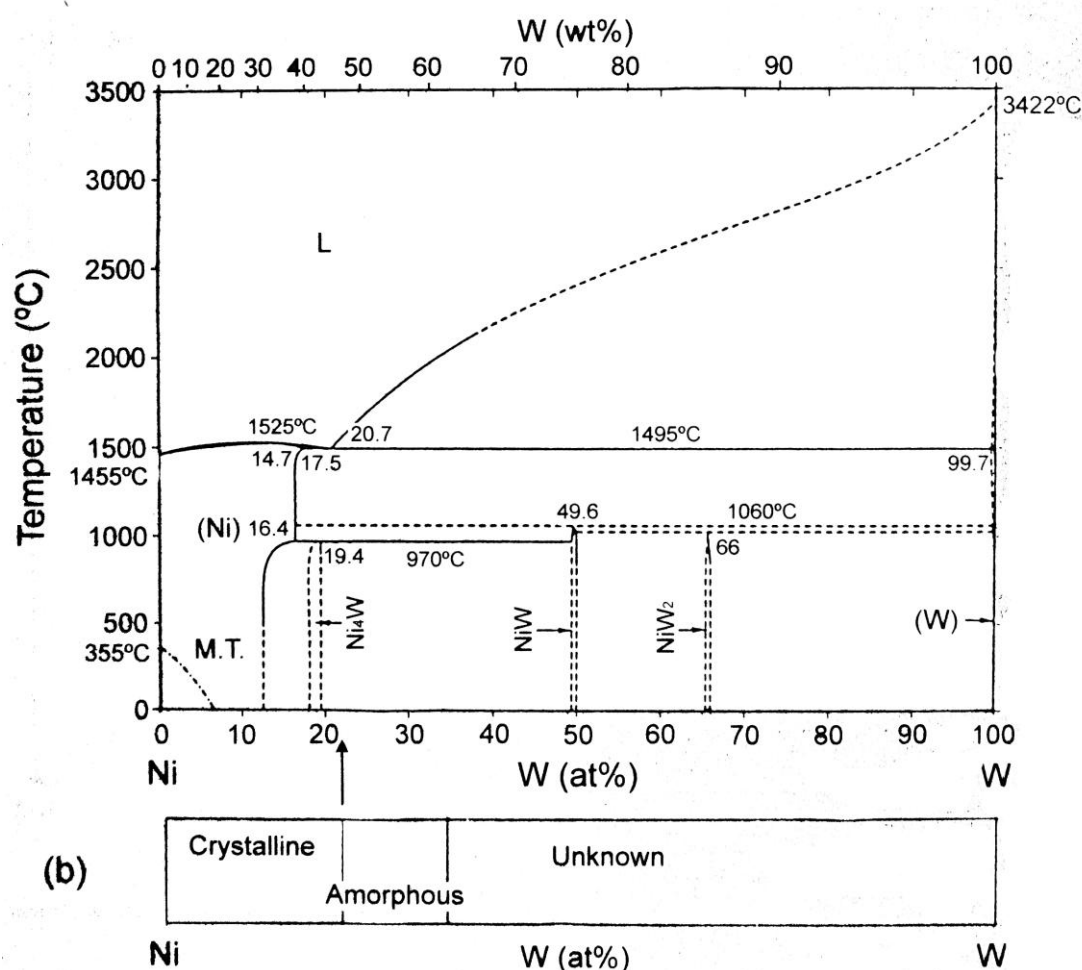 W (wt%)
0 10 20 30 40 50 60 70 80 90 100
3500
3422ºC
3000
L
2500
Temperature (ºC)
2000
1525ºC
20.7
1495ºC
1500
14.7
17.5
99.7
1455ºC
49.6
1060ºC
(Ni)
16.4
1000
19.4
970ºC
66
Ni₄W
NiW
NiW₂
(W)
500
355ºC
M.T.
0
0 10 20 30 40 50 60 70 80 90 100
Ni
W (at%)
W
(b)
Crystalline
Amorphous
Unknown
Ni
W (at%)
W